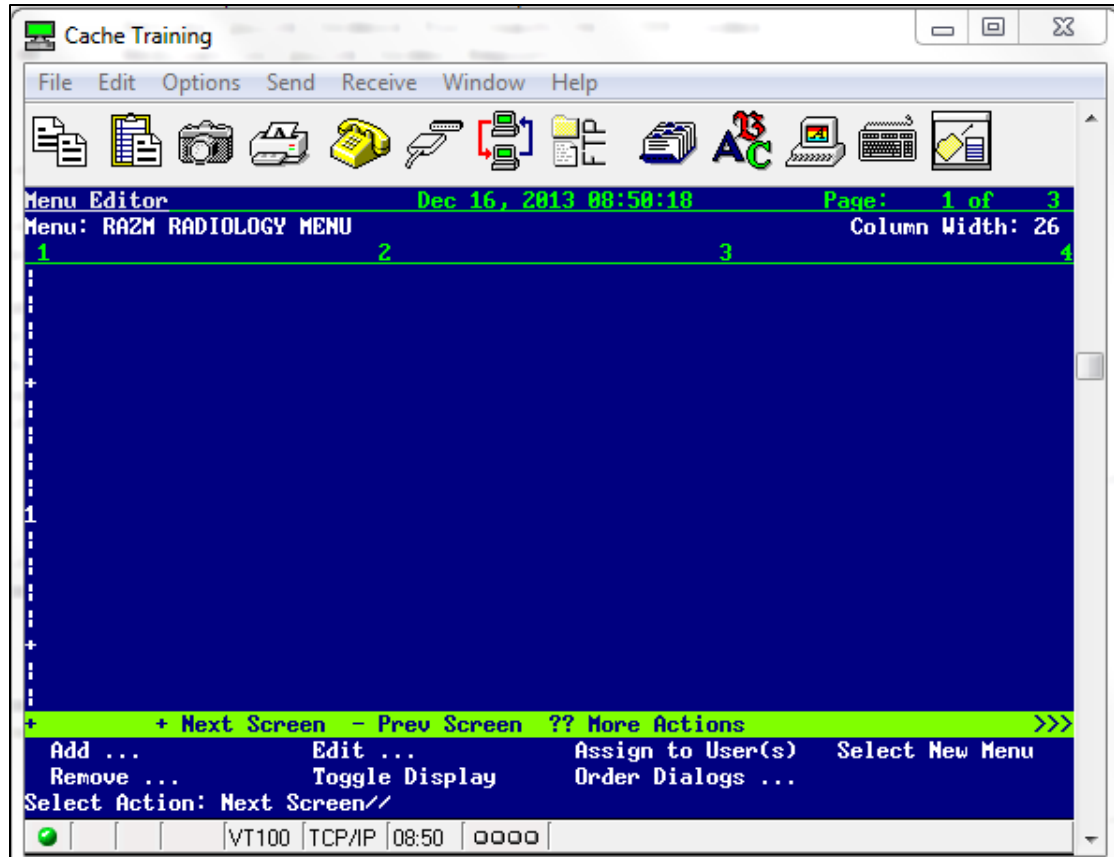 Cache Training
File Edit Options Send Receive Window Help
FTP
ABC
Menu Editor Dec 16, 2013 08:50:18 Page: 1 of 3
Menu: RAZM RADIOLOGY MENU Column Width: 26
1 2 3 4
¦
¦
¦
¦
+
¦
¦
¦
¦
1
¦
¦
¦
¦
+
¦
¦
+ + Next Screen - Prev Screen ?? More Actions >>>
Add ... Edit ... Assign to User(s) Select New Menu
Remove ... Toggle Display Order Dialogs ...
Select Action: Next Screen//
VT100 TCP/IP 08:50